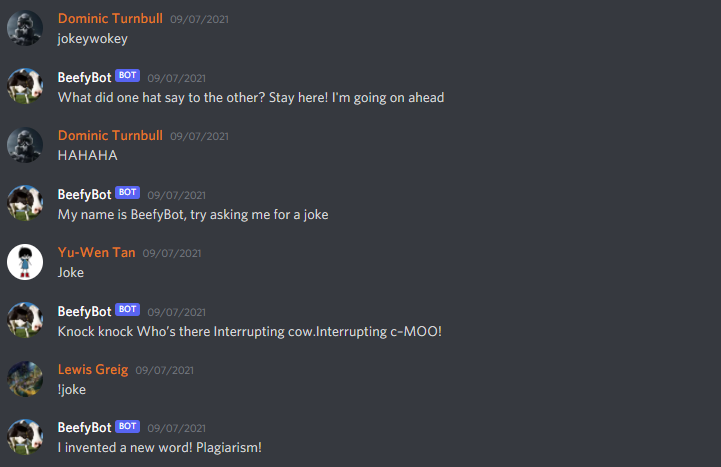 Dominic Turnbull 09/07/2021
jokeywokey
BeefyBot BOT 09/07/2021
What did one hat say to the other? Stay here! I'm going on ahead
Dominic Turnbull 09/07/2021
HAHAHA
BeefyBot BOT 09/07/2021
My name is BeefyBot, try asking me for a joke
Yu-Wen Tan 09/07/2021
Joke
BeefyBot BOT 09/07/2021
Knock knock Who's there Interrupting cow.Interrupting c–MOO!
Lewis Greig 09/07/2021
!joke
BeefyBot BOT 09/07/2021
I invented a new word! Plagiarism!